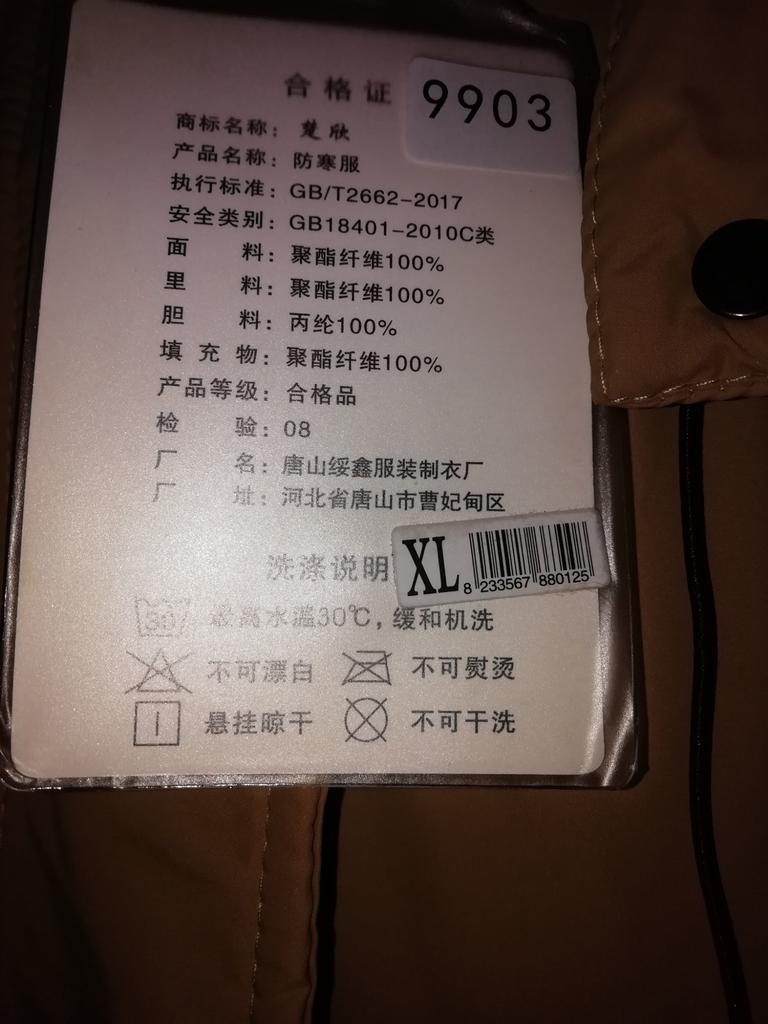 合格证
9903
商标名称：楚欣
产品名称：防寒服
执行标准：GB/T2662-2017
安全类别：GB18401-2010C类
面料：聚酯纤维100%
里料：聚酯纤维100%
胆料：丙纶100%
填充物：聚酯纤维100%
产品等级：合格品
检验：08
厂名：唐山绥鑫服装制衣厂
厂址：河北省唐山市曹妃甸区
XL
8 233567 880125
洗涤说明
30 最高水温30℃，缓和机洗
不可漂白 不可熨烫
悬挂晾干 不可干洗